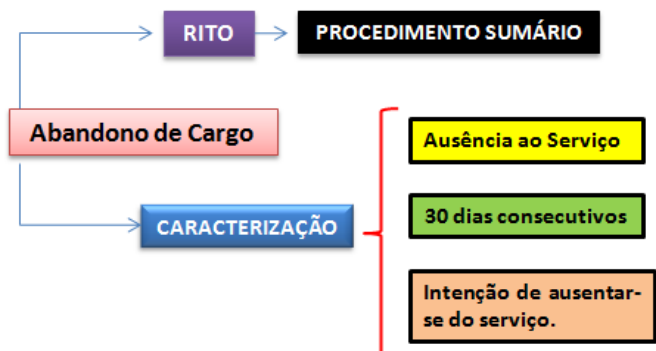 RITO
PROCEDIMENTO SUMÁRIO
Abandono de Cargo
CARACTERIZAÇÃO
Ausência ao Serviço
30 dias consecutivos
Intenção de ausentar-
se do serviço.